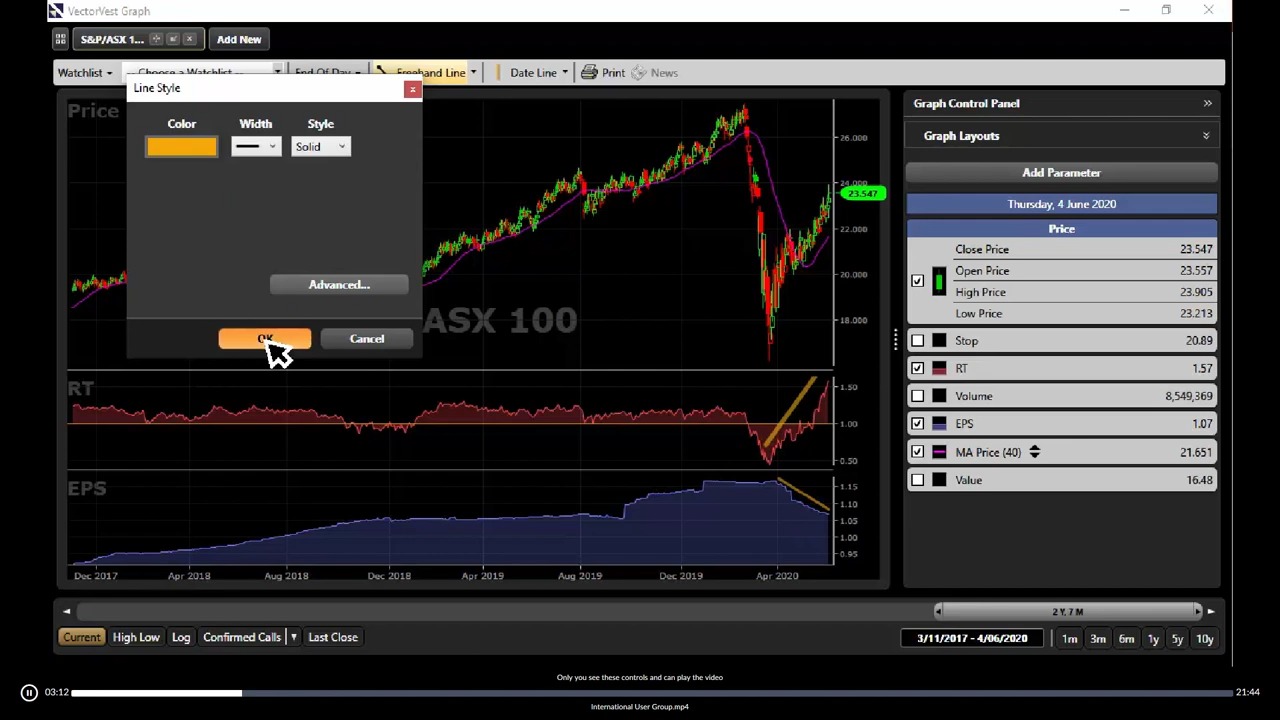 VectorVest Graph
S&P/ASX 1...
Add New
Watchlist
-- Choose a Watchlist --
End Of Day
Freehand Line
Date Line
Print
News
Line Style
Color
Width
Style
Solid
Advanced...
OK
Cancel
Price
ASX 100
26.000
24.000
23.547
22.000
20.000
18.000
RT
1.50
1.00
0.50
EPS
1.15
1.10
1.05
1.00
0.95
Dec 2017
Apr 2018
Aug 2018
Dec 2018
Apr 2019
Aug 2019
Dec 2019
Apr 2020
Graph Control Panel
Graph Layouts
Add Parameter
Thursday, 4 June 2020
Price
Close Price 23.547
Open Price 23.557
High Price 23.905
Low Price 23.213
Stop 20.89
RT 1.57
Volume 8,549,369
EPS 1.07
MA Price (40) 21.651
Value 16.48
2 Y, 7 M
Current
High Low
Log
Confirmed Calls
Last Close
3/11/2017 - 4/06/2020
1m
3m
6m
1y
5y
10y
Only you see these controls and can play the video
03:12
21:44
International User Group.mp4